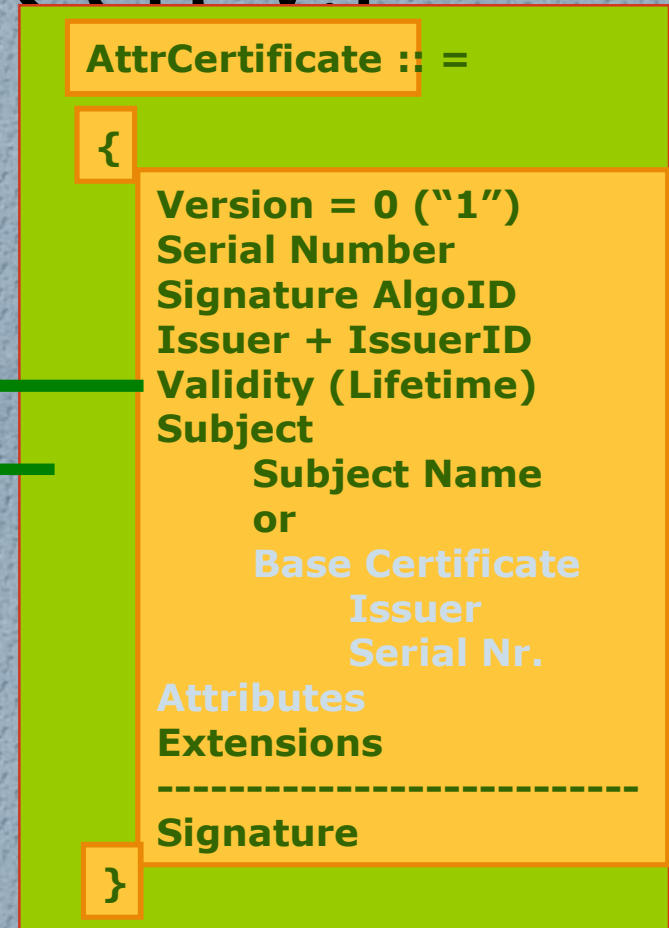 AttrCertificate :: =
{
Version = 0 (“1”)
Serial Number
Signature AlgoID
Issuer + IssuerID
Validity (Lifetime)
Subject
Subject Name
or
Base Certificate
Issuer
Serial Nr.
Attributes
Extensions
---------------------------
Signature
}